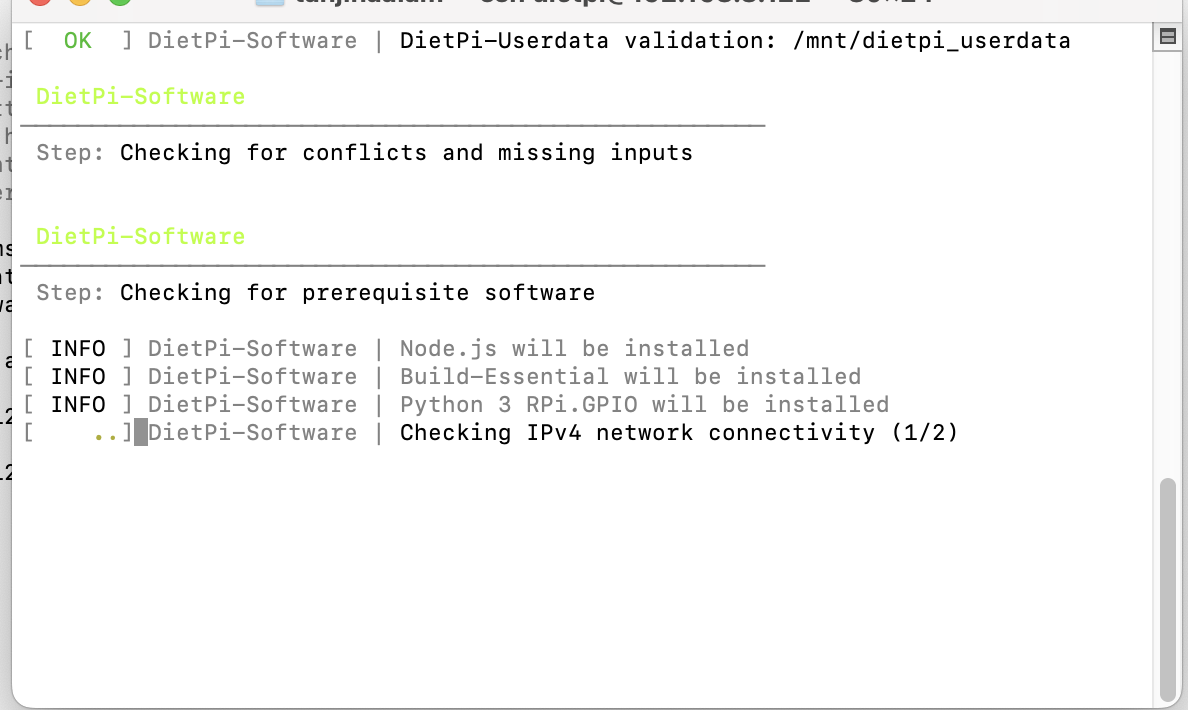 [  OK  ] DietPi-Software | DietPi-Userdata validation: /mnt/dietpi_userdata
DietPi-Software
Step: Checking for conflicts and missing inputs
DietPi-Software
Step: Checking for prerequisite software
[ INFO ] DietPi-Software | Node.js will be installed
[ INFO ] DietPi-Software | Build-Essential will be installed
[ INFO ] DietPi-Software | Python 3 RPi.GPIO will be installed
[    ..] DietPi-Software | Checking IPv4 network connectivity (1/2)